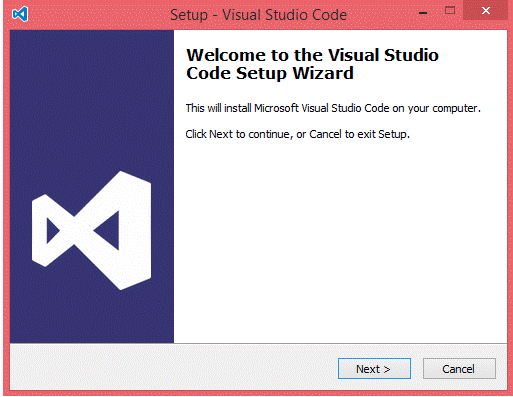 Setup - Visual Studio Code
Welcome to the Visual Studio
Code Setup Wizard
This will install Microsoft Visual Studio Code on your computer.
Click Next to continue, or Cancel to exit Setup.
Next >
Cancel